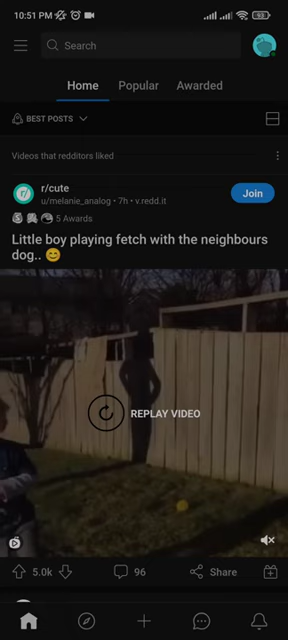 10:51 PM
93
Search
Home Popular Awarded
BEST POSTS
Videos that redditors liked
r/cute
u/melanie_analog • 7h • v.redd.it
Join
5 Awards
Little boy playing fetch with the neighbours
dog.. 😊
REPLAY VIDEO
5.0k
96
Share